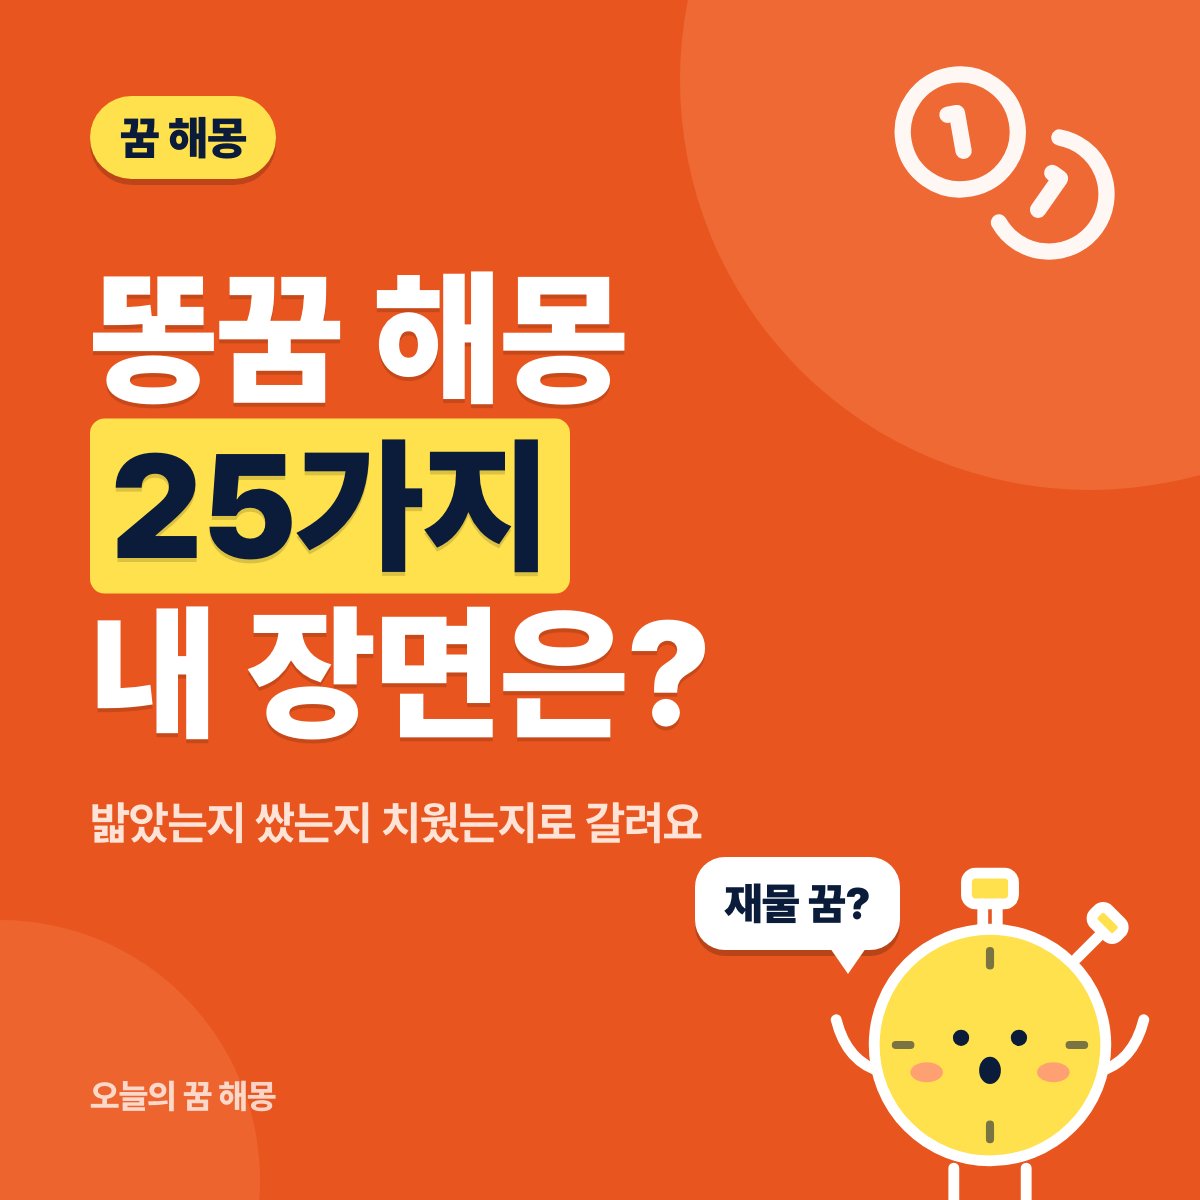 꿈 해몽
1
1
똥꿈 해몽
25가지
내 장면은?
밟았는지 쌌는지 치웠는지로 갈려요
재물 꿈?
오늘의 꿈 해몽